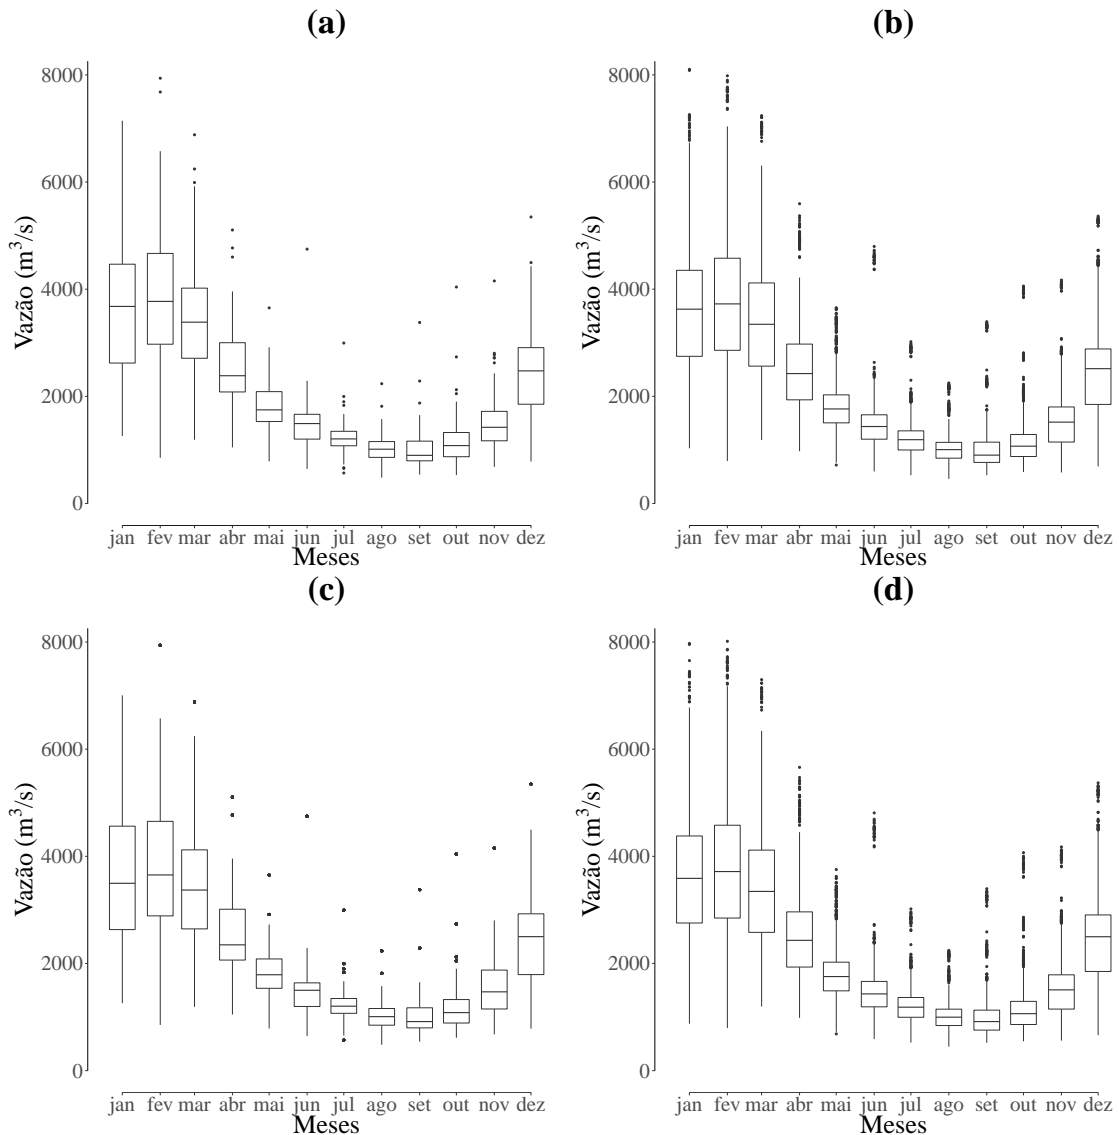 (a)
Vazão (m³/s)
8000
6000
4000
2000
0
jan fev mar abr mai jun jul ago set out nov dez
Meses
(b)
Vazão (m³/s)
8000
6000
4000
2000
0
jan fev mar abr mai jun jul ago set out nov dez
Meses
(c)
Vazão (m³/s)
8000
6000
4000
2000
0
jan fev mar abr mai jun jul ago set out nov dez
Meses
(d)
Vazão (m³/s)
8000
6000
4000
2000
0
jan fev mar abr mai jun jul ago set out nov dez
Meses